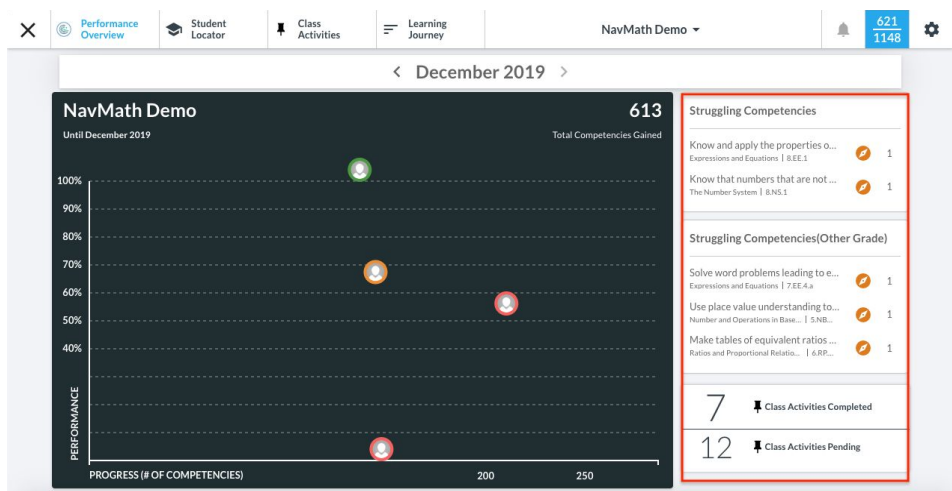 Performance
Overview
Student
Locator
Class
Activities
Learning
Journey
NavMath Demo
621
1148
December 2019
NavMath Demo
613
Until December 2019
Total Competencies Gained
100%
90%
80%
70%
60%
50%
40%
PERFORMANCE
PROGRESS (# OF COMPETENCIES)
200
250
Struggling Competencies
Know and apply the properties o...
1
Expressions and Equations | 8.EE.1
Know that numbers that are not ...
1
The Number System | 8.NS.1
Struggling Competencies(Other Grade)
Solve word problems leading to e...
1
Expressions and Equations | 7.EE.4.a
Use place value understanding to...
1
Number and Operations in Base... | 5.NB...
Make tables of equivalent ratios ...
1
Ratios and Proportional Relatio... | 6.RP...
7
Class Activities Completed
12
Class Activities Pending